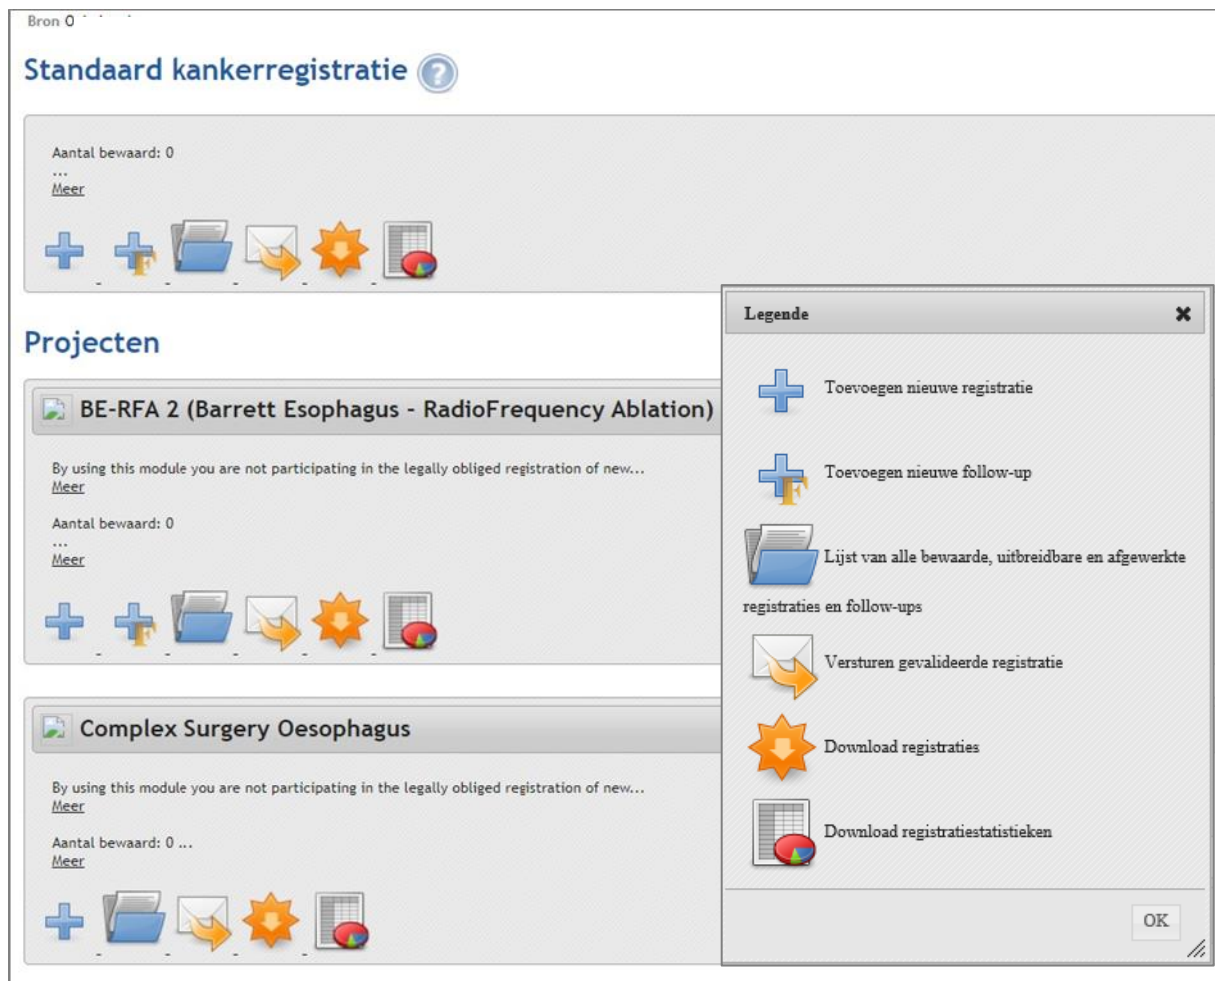 Bron
Standaard kankerregistratie ?
Aantal bewaard: 0
...
Meer
F
Projecten
BE-RFA 2 (Barrett Esophagus - RadioFrequency Ablation)
By using this module you are not participating in the legally obliged registration of new...
Meer
Aantal bewaard: 0
...
Meer
F
Complex Surgery Oesophagus
By using this module you are not participating in the legally obliged registration of new...
Meer
Aantal bewaard: 0 ...
Meer
Legende
Toevoegen nieuwe registratie
F
Toevoegen nieuwe follow-up
Lijst van alle bewaarde, uitbreidbare en afgewerkte
registraties en follow-ups
Versturen gevalideerde registratie
Download registraties
Download registratiestatistieken
OK